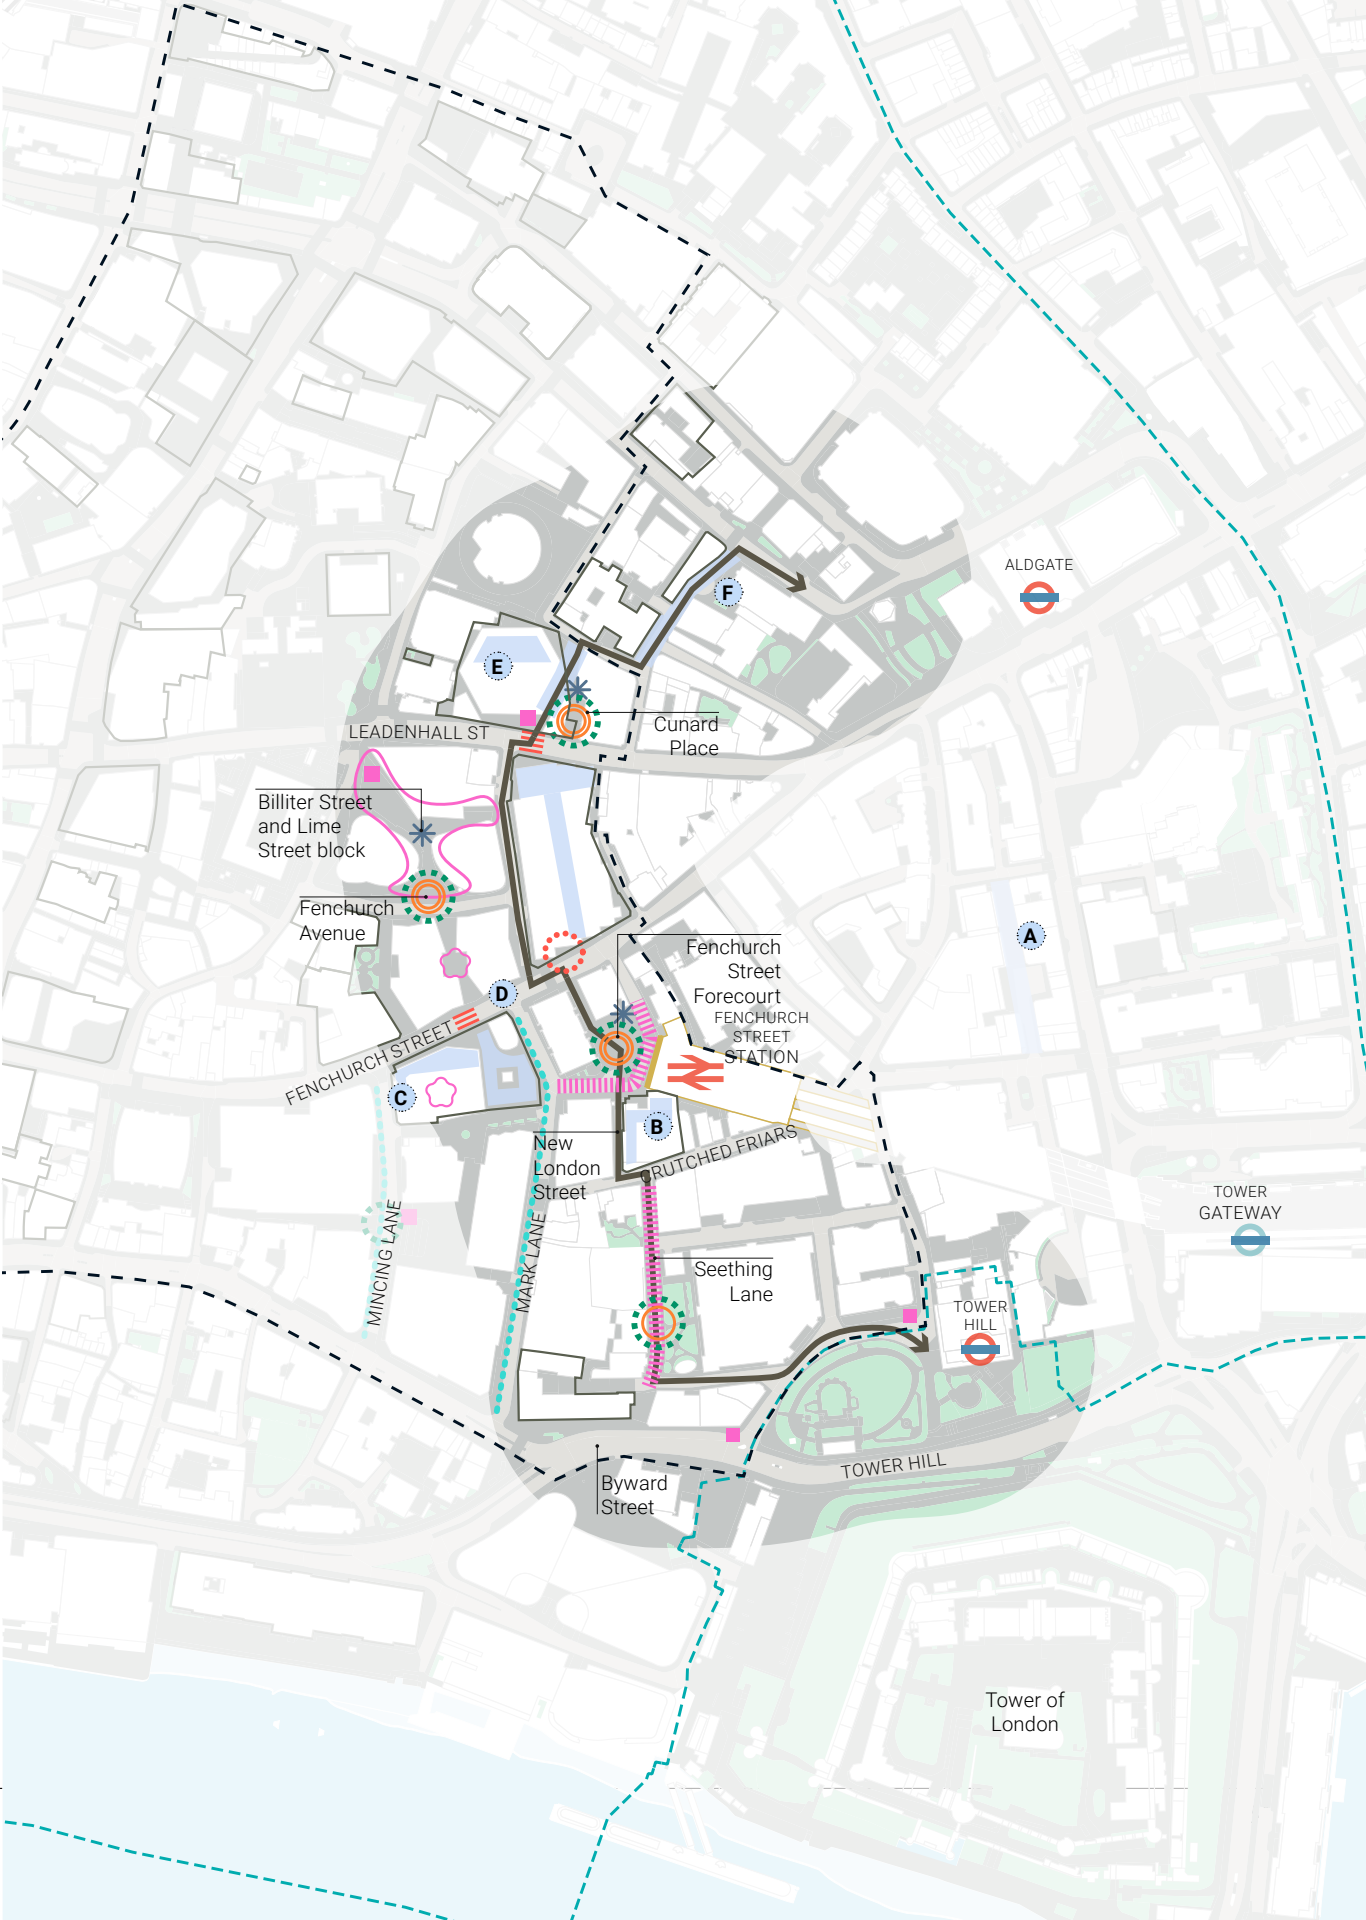 ALDGATE
F
E
Cunard
Place
LEADENHALL ST
Billiter Street
and Lime
Street block
Fenchurch
Avenue
A
Fenchurch
Street
Forecourt
FENCHURCH
STREET
STATION
D
FENCHURCH STREET
C
B
New
London
Street
CRUTCHED FRIARS
TOWER
GATEWAY
MINCING LANE
MARK LANE
Seething
Lane
TOWER
HILL
TOWER HILL
Byward
Street
Tower of
London